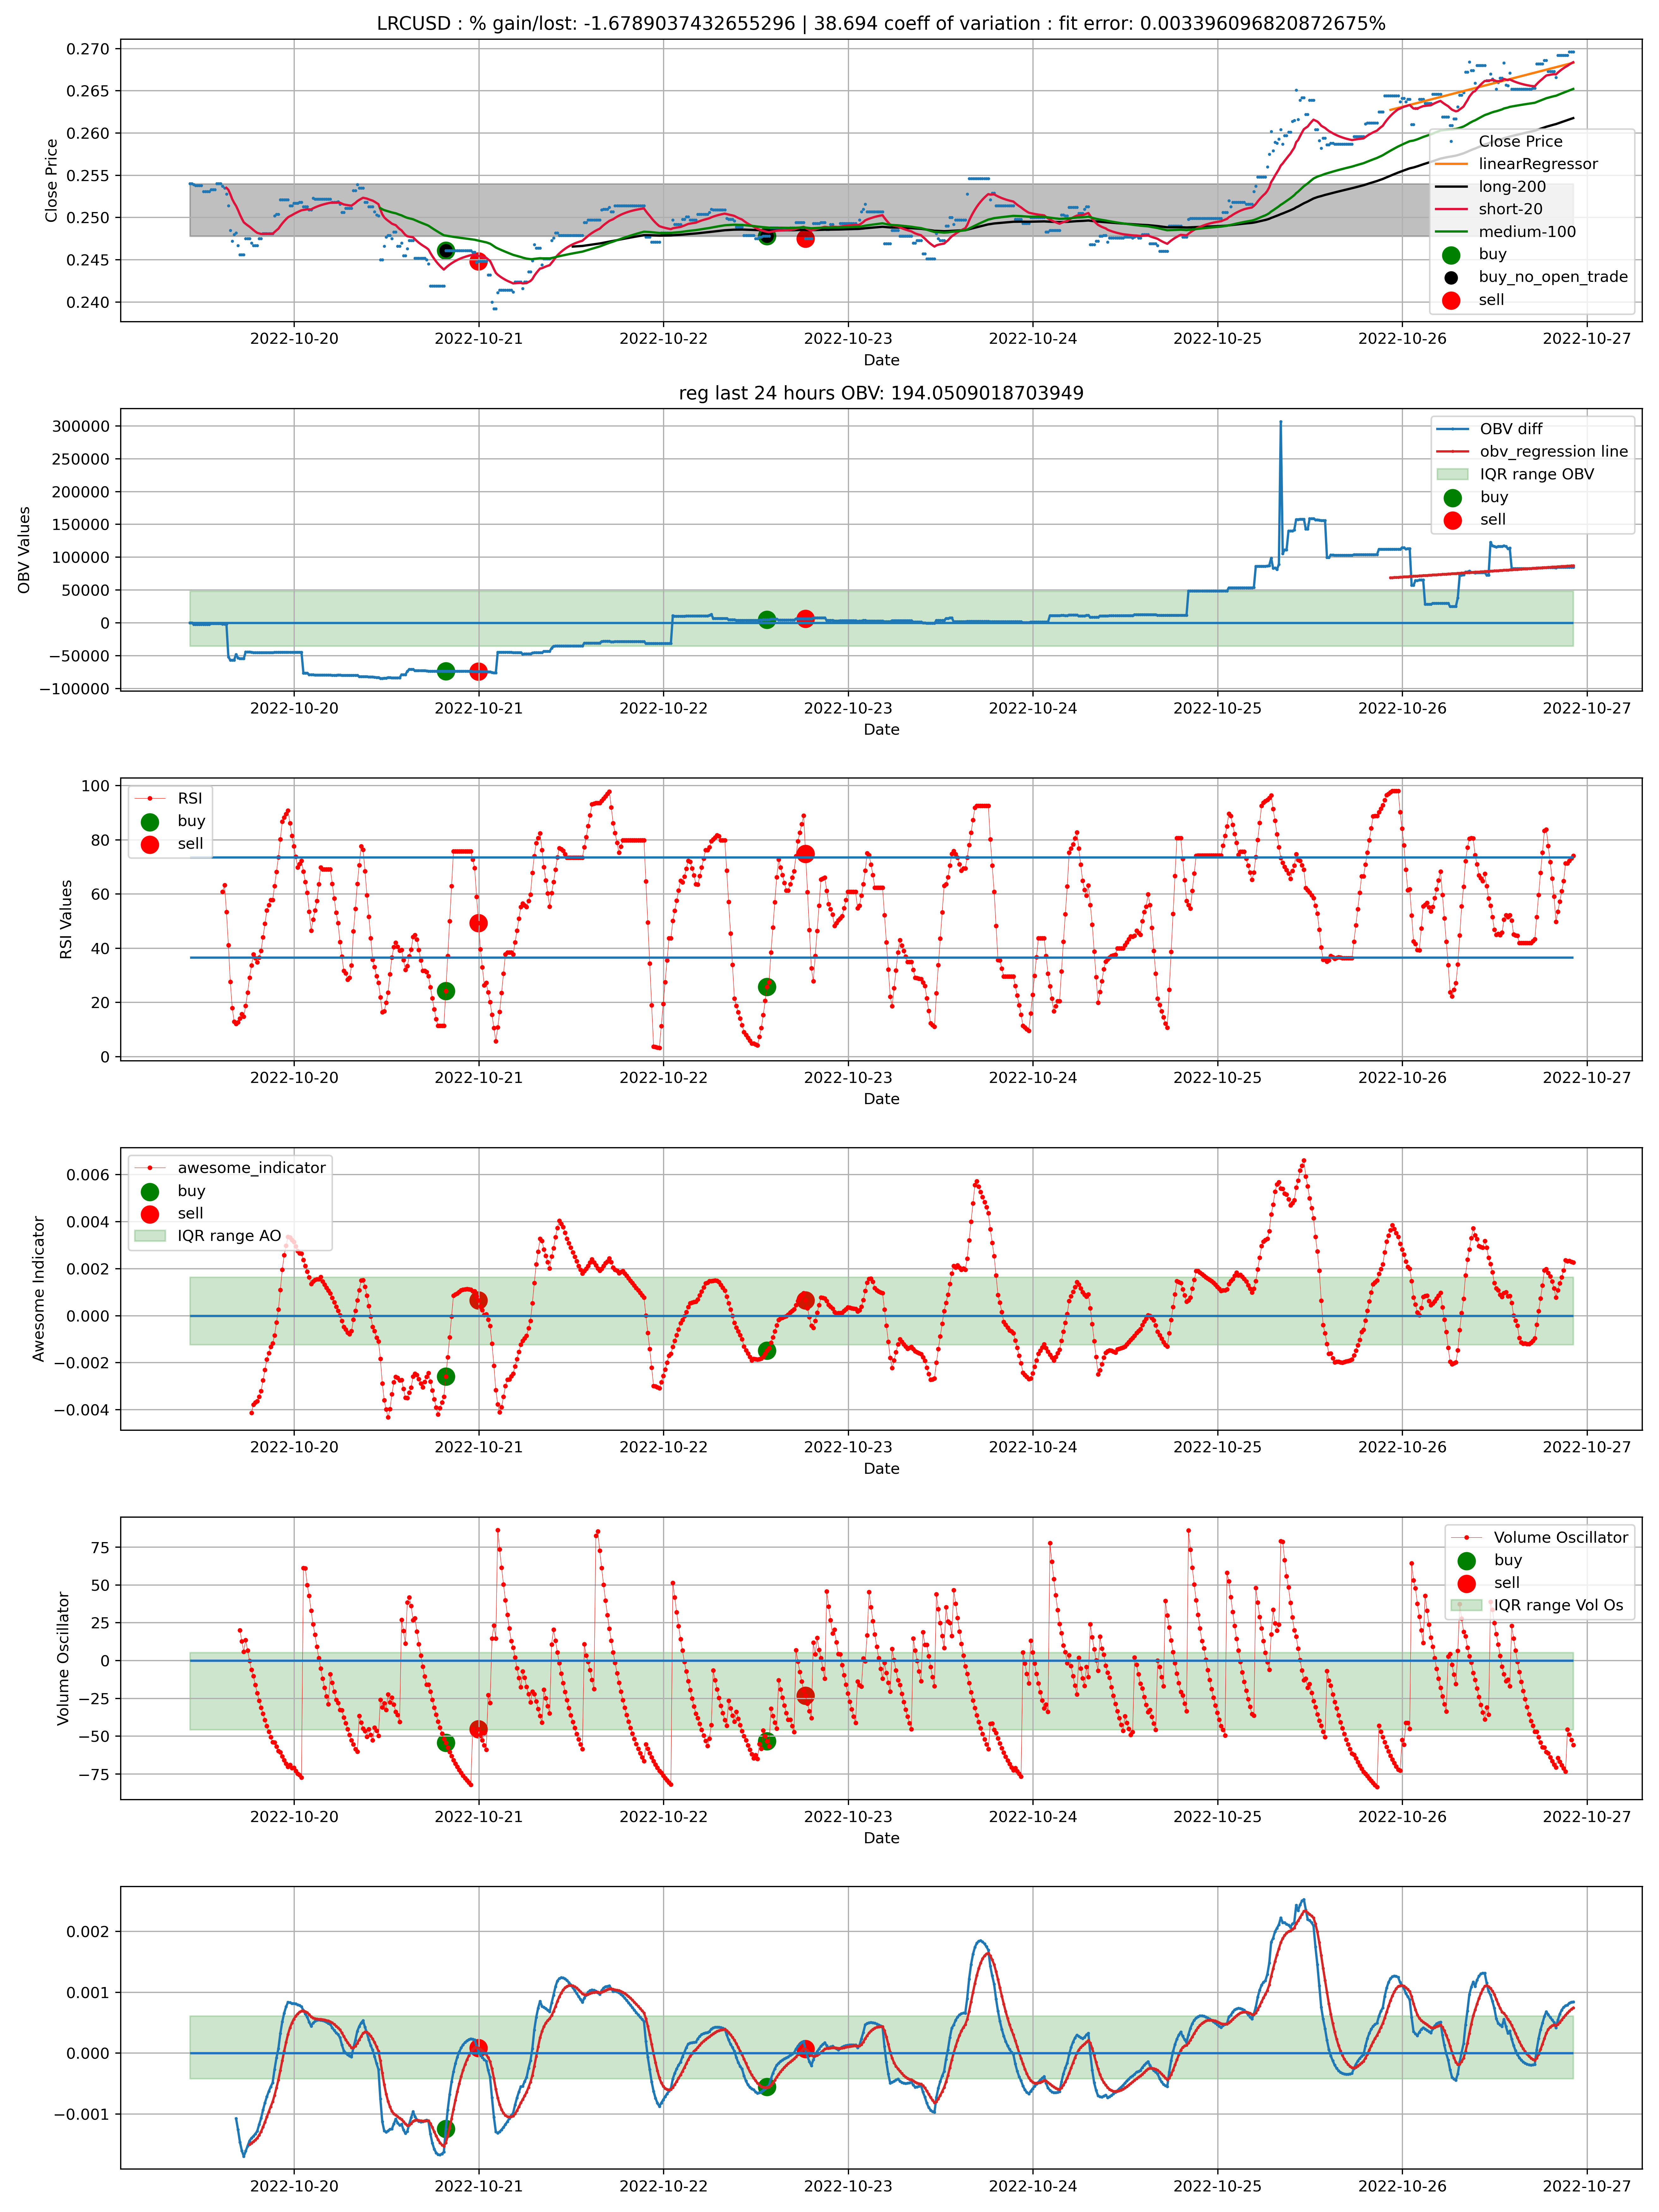 LRCUSD : % gain/lost: -1.6789037432655296 | 38.694 coeff of variation : fit error: 0.003396096820872675%
0.270
0.265
0.260
0.255
0.250
0.245
0.240
Close Price
Close Price
linearRegressor
long-200
short-20
medium-100
buy
buy_no_open_trade
sell
2022-10-20 2022-10-21 2022-10-22 2022-10-23 2022-10-24 2022-10-25 2022-10-26 2022-10-27
Date
reg last 24 hours OBV: 194.0509018703949
300000
250000
200000
150000
100000
50000
0
−50000
−100000
OBV Values
OBV diff
obv_regression line
IQR range OBV
buy
sell
2022-10-20 2022-10-21 2022-10-22 2022-10-23 2022-10-24 2022-10-25 2022-10-26 2022-10-27
Date
100
80
60
40
20
0
RSI Values
RSI
buy
sell
2022-10-20 2022-10-21 2022-10-22 2022-10-23 2022-10-24 2022-10-25 2022-10-26 2022-10-27
Date
0.006
0.004
0.002
0.000
−0.002
−0.004
Awesome Indicator
awesome_indicator
buy
sell
IQR range AO
2022-10-20 2022-10-21 2022-10-22 2022-10-23 2022-10-24 2022-10-25 2022-10-26 2022-10-27
Date
75
50
25
0
−25
−50
−75
Volume Oscillator
Volume Oscillator
buy
sell
IQR range Vol Os
2022-10-20 2022-10-21 2022-10-22 2022-10-23 2022-10-24 2022-10-25 2022-10-26 2022-10-27
Date
0.002
0.001
0.000
−0.001
2022-10-20 2022-10-21 2022-10-22 2022-10-23 2022-10-24 2022-10-25 2022-10-26 2022-10-27